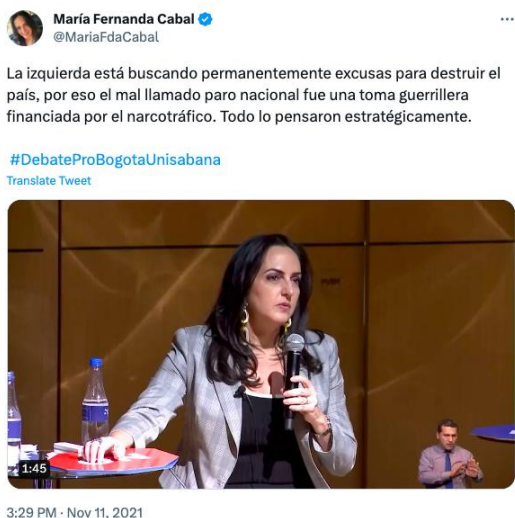 María Fernanda Cabal
@MariaFdaCabal
La izquierda está buscando permanentemente excusas para destruir el
país, por eso el mal llamado paro nacional fue una toma guerrillera
financiada por el narcotráfico. Todo lo pensaron estratégicamente.
#DebateProBogotaUnisabana
Translate Tweet
1:45
3:29 PM · Nov 11, 2021